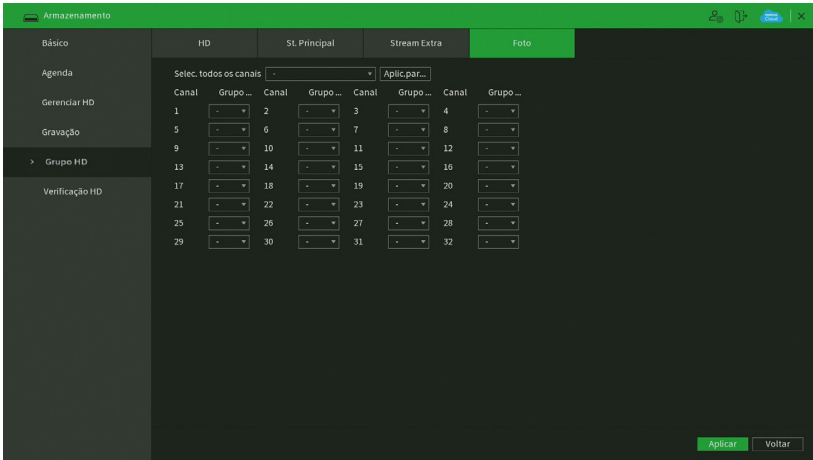 Armazenamento
Básico
Agenda
Gerenciar HD
Gravação
> Grupo HD
Verificação HD
HD St. Principal Stream Extra Foto
Selec. todos os canais - Aplic.par...
Canal Grupo ... Canal Grupo ... Canal Grupo ... Canal Grupo ...
1 - 2 - 3 - 4 -
5 - 6 - 7 - 8 -
9 - 10 - 11 - 12 -
13 - 14 - 15 - 16 -
17 - 18 - 19 - 20 -
21 - 22 - 23 - 24 -
25 - 26 - 27 - 28 -
29 - 30 - 31 - 32 -
Aplicar Voltar